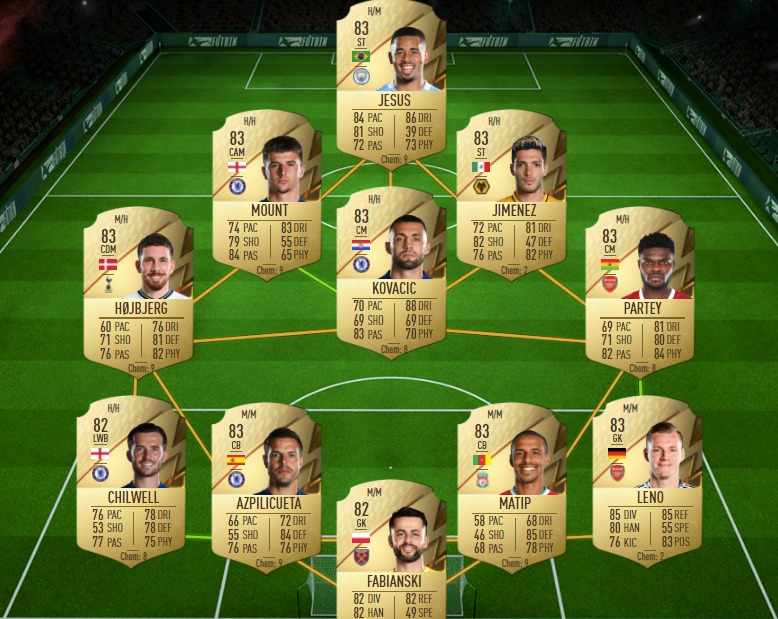 H/M
83
ST
JESUS
84 PAC 86 DRI
81 SHO 39 DEF
72 PAS 73 PHY
Chem: 9
H/H
83
CAM
MOUNT
74 PAC 83 DRI
79 SHO 55 DEF
84 PAS 65 PHY
Chem: 9
H/H
83
ST
JIMENEZ
72 PAC 81 DRI
82 SHO 47 DEF
76 PAS 82 PHY
Chem: 2
M/H
83
CDM
HØJBJERG
60 PAC 76 DRI
71 SHO 81 DEF
76 PAS 82 PHY
Chem: 9
H/H
83
CM
KOVACIC
70 PAC 88 DRI
69 SHO 69 DEF
83 PAS 70 PHY
Chem: 8
M/H
83
CM
PARTEY
69 PAC 81 DRI
71 SHO 80 DEF
82 PAS 84 PHY
Chem: 8
H/H
82
LWB
CHILWELL
76 PAC 78 DRI
53 SHO 78 DEF
77 PAS 75 PHY
Chem: 8
M/M
83
CB
AZPILICUETA
66 PAC 72 DRI
55 SHO 84 DEF
76 PAS 76 PHY
Chem: 9
M/M
82
GK
FABIANSKI
82 DIV 82 REF
82 HAN 49 SPE
M/M
83
CB
MATIP
58 PAC 68 DRI
46 SHO 85 DEF
68 PAS 78 PHY
Chem: 9
M/M
83
GK
LENO
85 DIV 85 REF
80 HAN 55 SPE
76 KIC 83 POS
Chem: 2